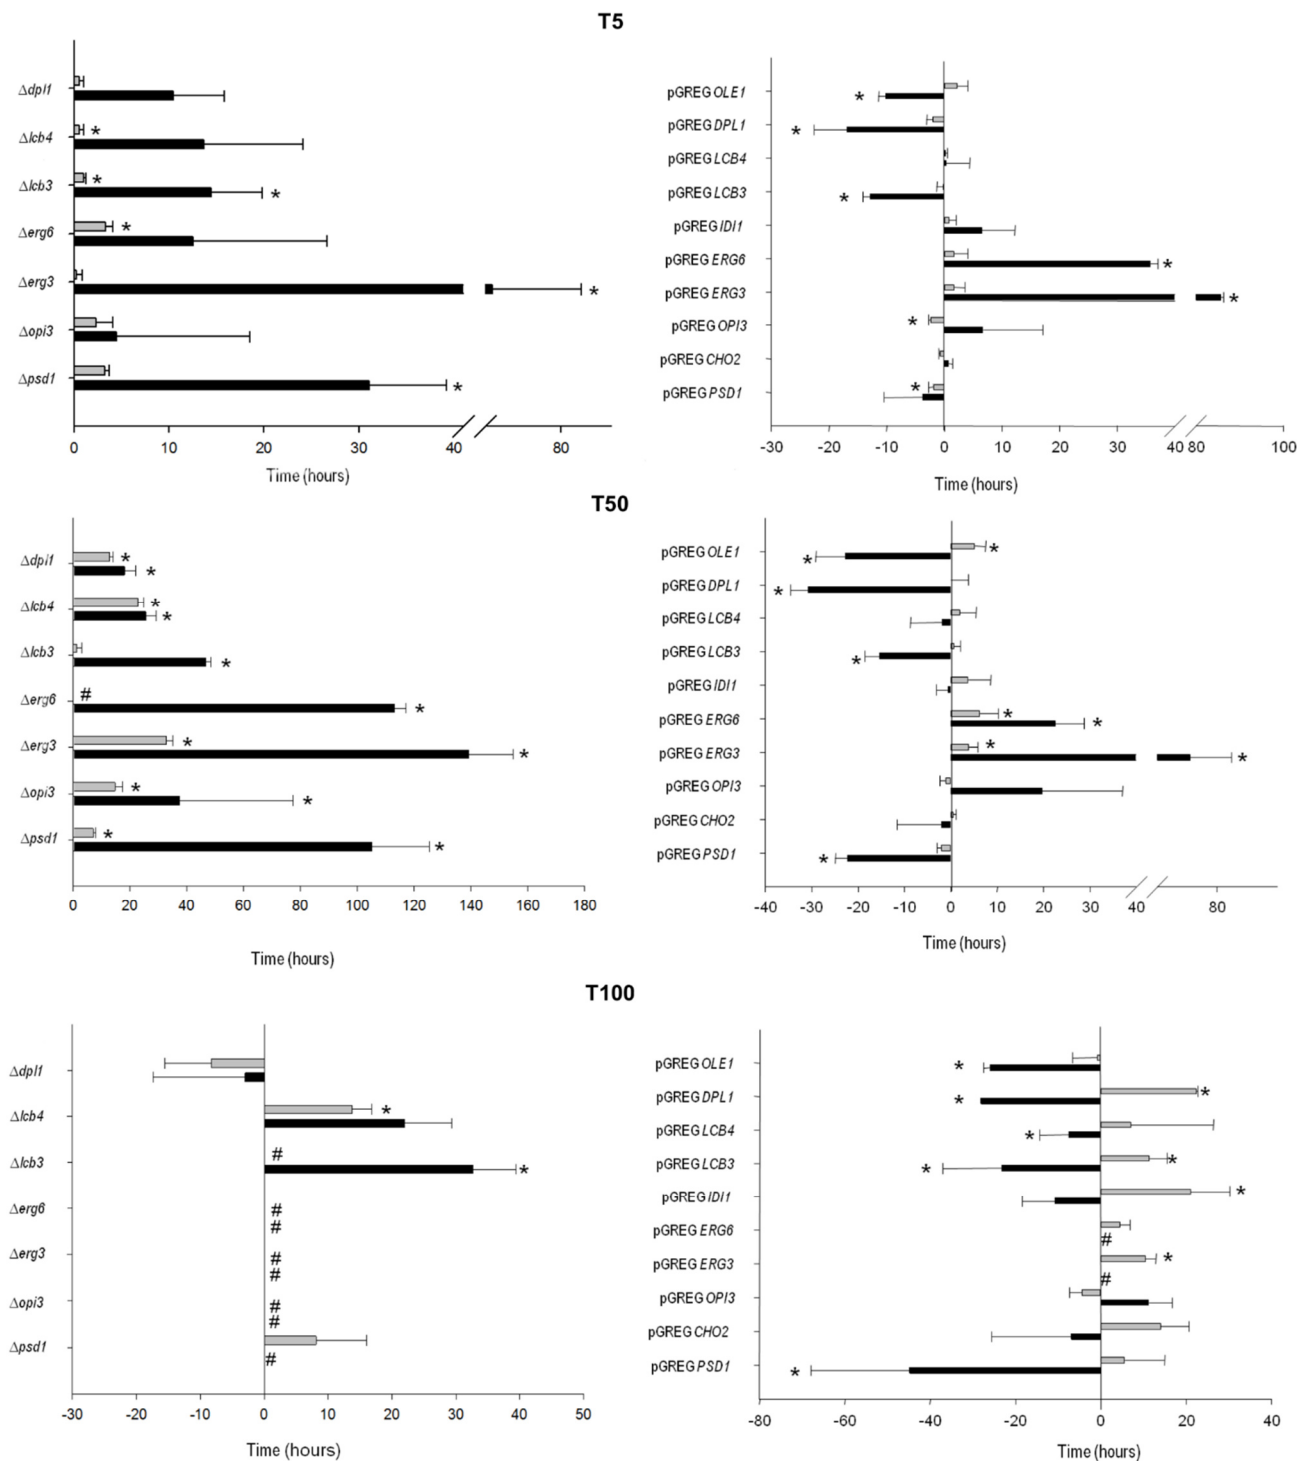 T5
Δdpl1
*
Δlcb4
*
Δlcb3
*
Δerg6
*
Δerg3
*
Δopi3
Δpsd1
*
0 10 20 30 40 80
Time (hours)
pGREG OLE1
*
pGREG DPL1
*
pGREG LCB4
pGREG LCB3
*
pGREG IDI1
pGREG ERG6
*
pGREG ERG3
*
pGREG OPI3
*
pGREG CHO2
pGREG PSD1
*
-30 -20 -10 0 10 20 30 40 80 100
Time (hours)
T50
Δdpl1
*
*
Δlcb4
*
*
Δlcb3
*
Δerg6
#
*
Δerg3
*
*
Δopi3
*
*
Δpsd1
*
*
0 20 40 60 80 100 120 140 160 180
Time (hours)
pGREG OLE1
*
*
pGREG DPL1
*
pGREG LCB4
pGREG LCB3
*
pGREG IDI1
pGREG ERG6
*
*
pGREG ERG3
*
*
pGREG OPI3
pGREG CHO2
pGREG PSD1
*
-40 -30 -20 -10 0 10 20 30 40 80
Time (hours)
T100
Δdpl1
Δlcb4
*
Δlcb3
#
*
Δerg6
#
#
Δerg3
#
#
Δopi3
#
#
Δpsd1
#
-30 -20 -10 0 10 20 30 40 50
Time (hours)
pGREG OLE1
*
pGREG DPL1
*
*
pGREG LCB4
*
pGREG LCB3
*
*
pGREG IDI1
*
pGREG ERG6
#
pGREG ERG3
*
#
pGREG OPI3
pGREG CHO2
pGREG PSD1
*
-80 -60 -40 -20 0 20 40
Time (hours)